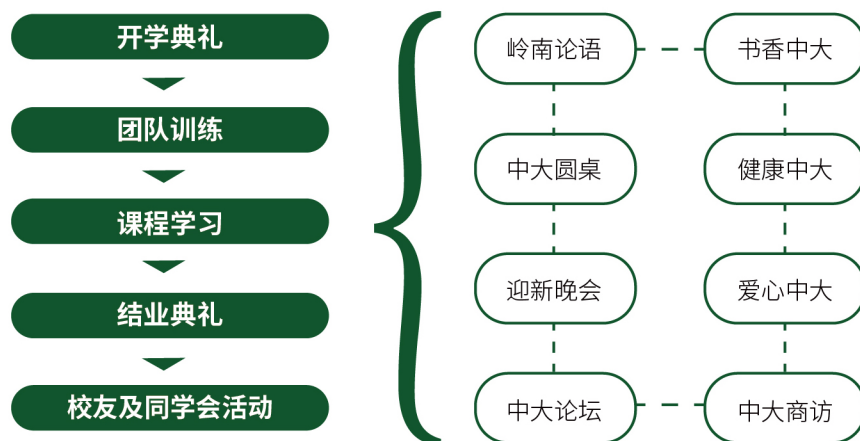 开学典礼
团队训练
课程学习
结业典礼
校友及同学会活动
岭南论语
书香中大
中大圆桌
健康中大
迎新晚会
爱心中大
中大论坛
中大商访